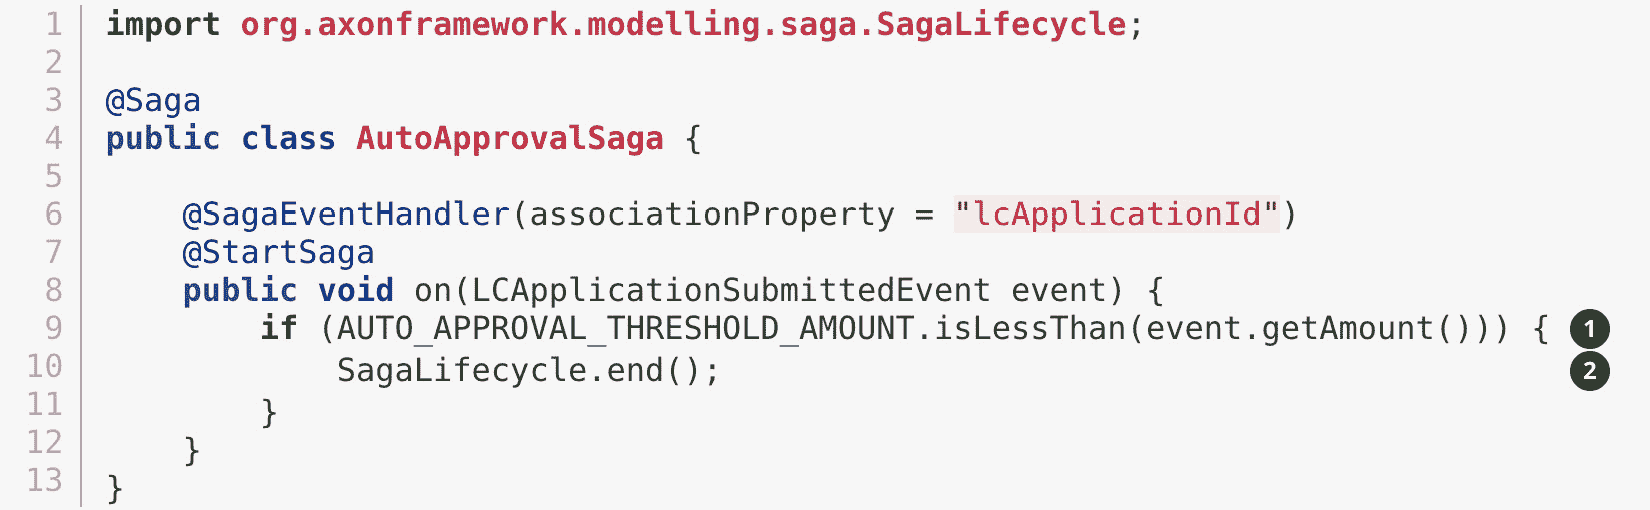 1 import org.axonframework.modelling.saga.SagaLifecycle;
2
3 @Saga
4 public class AutoApprovalSaga {
5
6     @SagaEventHandler(associationProperty = "lcApplicationId")
7     @StartSaga
8     public void on(LCApplicationSubmittedEvent event) {
9         if (AUTO_APPROVAL_THRESHOLD_AMOUNT.isLessThan(event.getAmount())) { 1
10             SagaLifecycle.end(); 2
11         }
12     }
13 }